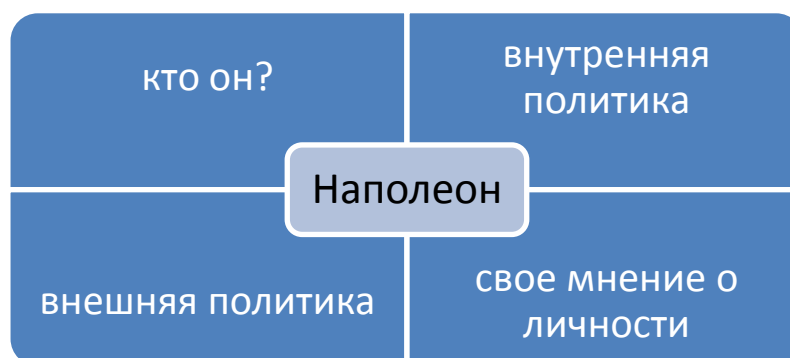 кто он?
внутренняя
политика
Наполеон
внешняя политика
свое мнение о
личности